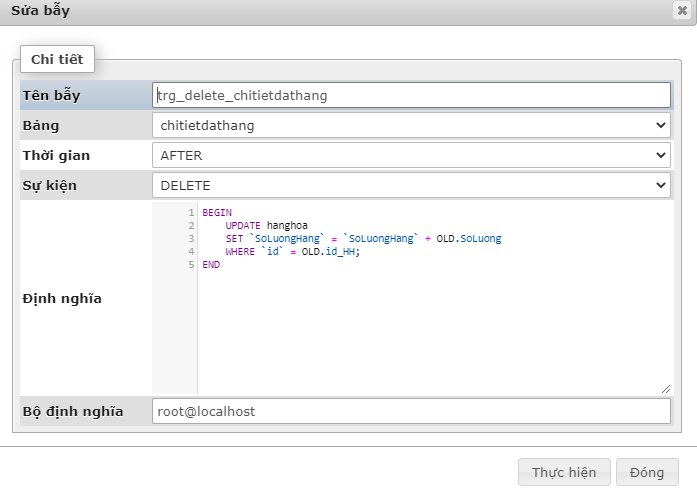 Sửa bẫy
Chi tiết
Tên bẫy
trg_delete_chitietdathang
Bảng
chitietdathang
Thời gian
AFTER
Sự kiện
DELETE
Định nghĩa
1 BEGIN
2 UPDATE hanghoa
3 SET `SoLuongHang` = `SoLuongHang` + OLD.SoLuong
4 WHERE `id` = OLD.id_HH;
5 END
Bộ định nghĩa
root@localhost
Thực hiện
Đóng